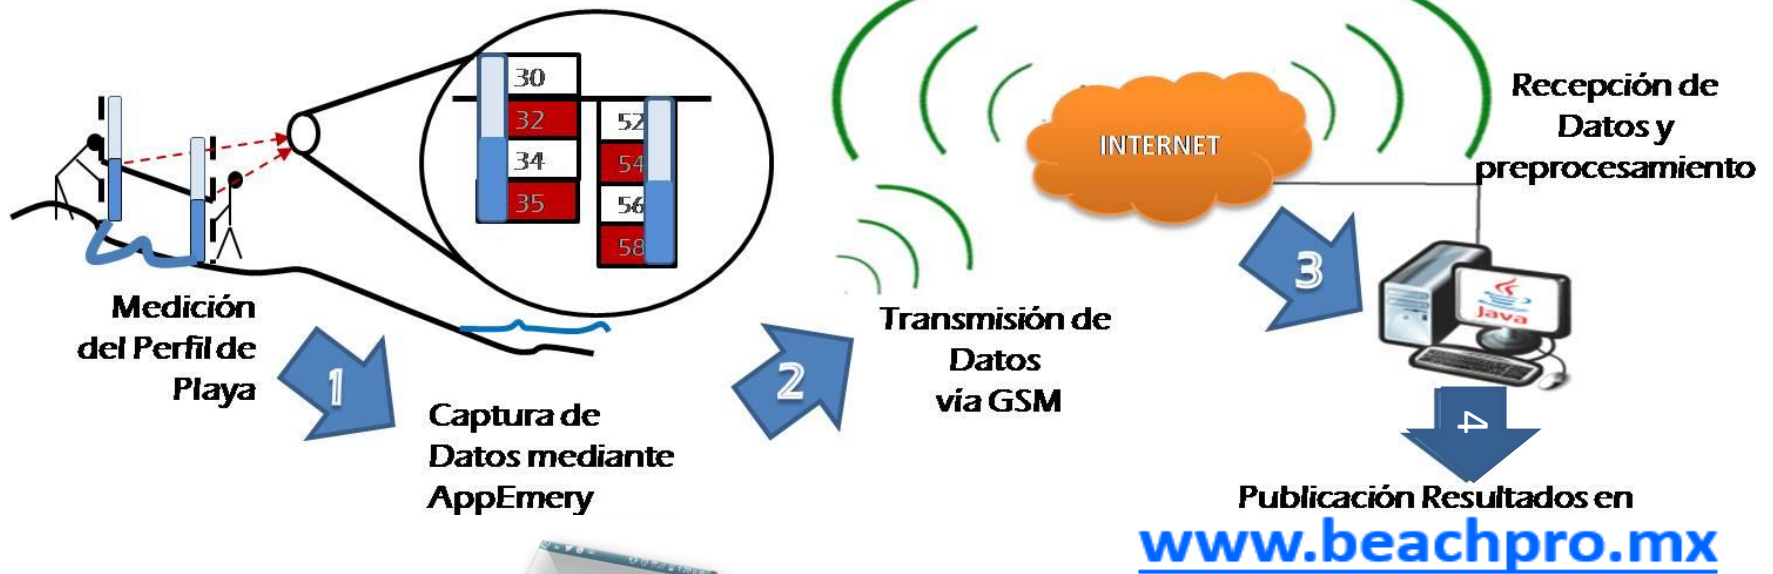 30
32
34
35
52
54
56
58
INTERNET
Recepción de
Datos y
preprocesamiento
Medición
del Perfil de
Playa
1
Captura de
Datos mediante
AppEmery
2
Transmisión de
Datos
vía GSM
3
Java
4
Publicación Resultados en
www.beachpro.mx